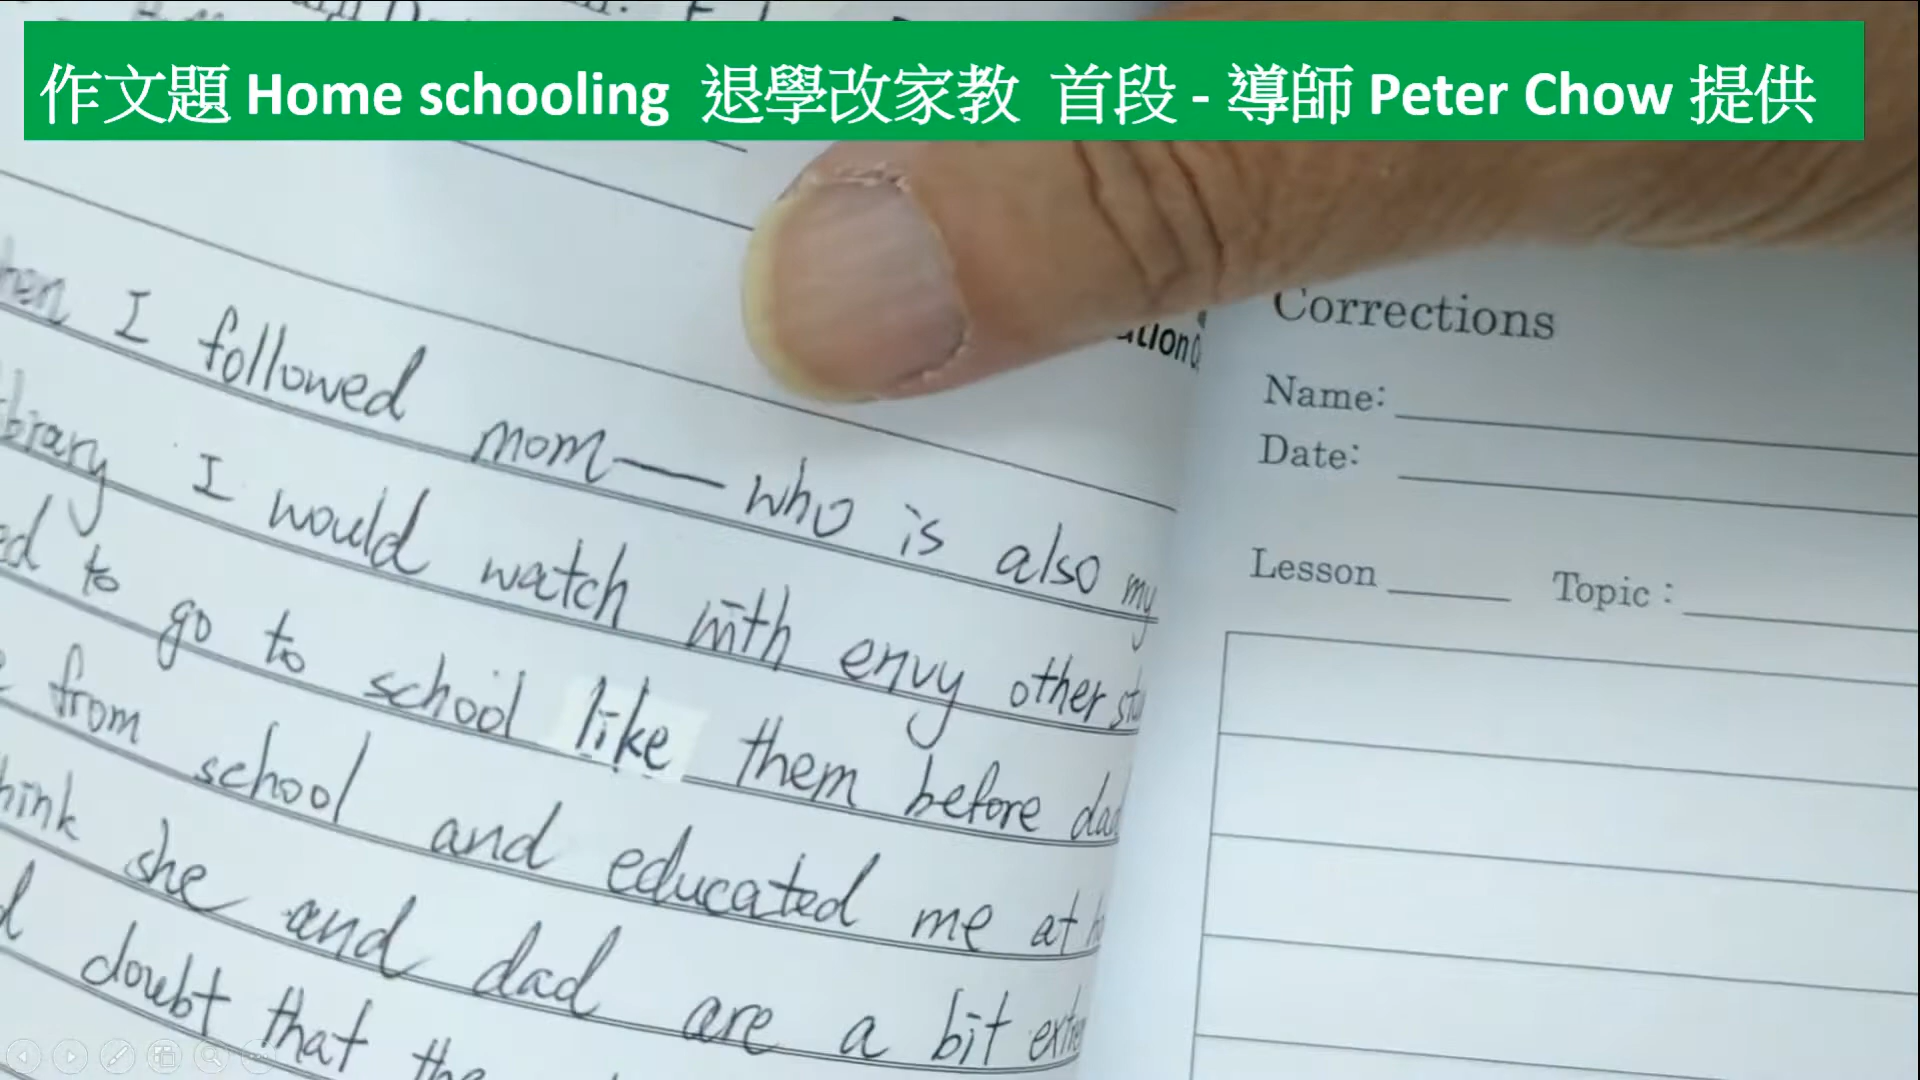 作文題 Home schooling 退學改家教 首段 - 導師 Peter Chow 提供
I followed mom — who is also my
I would watch with envy other
to go to school like them before
from school and educated me at
she and dad are a bit
doubt that
Corrections
Name:
Date:
Lesson Topic :